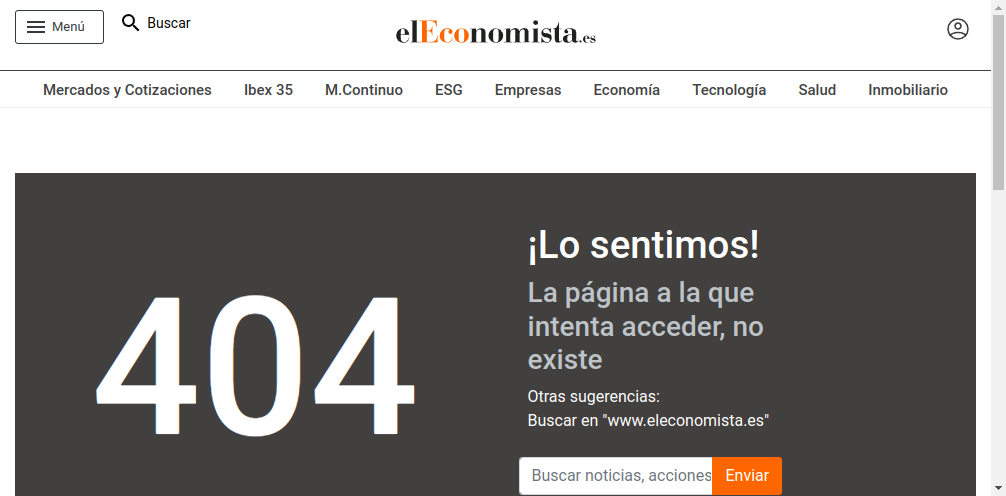 Menú
Buscar
elEconomista.es
Mercados y Cotizaciones Ibex 35 M.Continuo ESG Empresas Economía Tecnología Salud Inmobiliario
404
¡Lo sentimos!
La página a la que
intenta acceder, no
existe
Otras sugerencias:
Buscar en "www.eleconomista.es"
Buscar noticias, acciones
Enviar